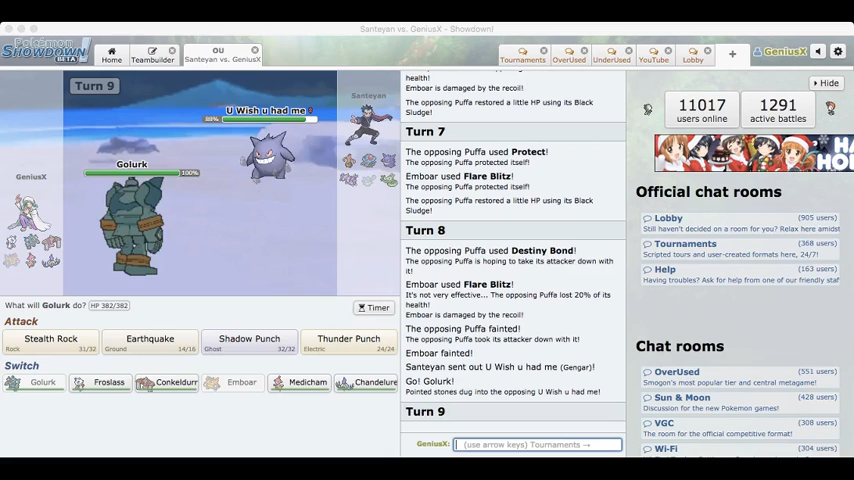 Santeyan vs. GeniusX - Showdown!
Pokémon
SHOWDOWN!
BETA
Home
Teambuilder
OU
Santeyan vs. GeniusX
Tournaments
OverUsed
UnderUsed
YouTube
Lobby
+
GeniusX
Turn 9
Santeyan
U Wish u had me
88%
Golurk
100%
GeniusX
What will Golurk do? HP 382/382
Timer
Attack
Stealth Rock
Rock 31/32
Earthquake
Ground 14/16
Shadow Punch
Ghost 32/32
Thunder Punch
Electric 24/24
Switch
Golurk
Froslass
Conkeldurr
Emboar
Medicham
Chandelure
health!
Emboar is damaged by the recoil!
The opposing Puffa restored a little HP using its Black
Sludge!
Turn 7
The opposing Puffa used Protect!
The opposing Puffa protected itself!
Emboar used Flare Blitz!
The opposing Puffa protected itself!
The opposing Puffa restored a little HP using its Black
Sludge!
Turn 8
The opposing Puffa used Destiny Bond!
The opposing Puffa is hoping to take its attacker down with
it!
Emboar used Flare Blitz!
It's not very effective... The opposing Puffa lost 20% of its
health!
Emboar is damaged by the recoil!
The opposing Puffa fainted!
The opposing Puffa took its attacker down with it!
Emboar fainted!
Santeyan sent out U Wish u had me (Gengar)!
Go! Golurk!
Pointed stones dug into the opposing U Wish u had me!
Turn 9
GeniusX: (use arrow keys) Tournaments →
Hide
11017
users online
1291
active battles
Official chat rooms
Lobby (905 users)
Still haven't decided on a room for you? Relax here amidst
Tournaments (368 users)
Scripted tours and user-created formats here, 24/7!
Help (163 users)
Having troubles? Ask for help from one of our friendly staf
Chat rooms
OverUsed (551 users)
Smogon's most popular tier and central metagame!
Sun & Moon (428 users)
Discussion for the new Pokemon games!
VGC (308 users)
The room for the official competitive format!
Wi-Fi (304 users)